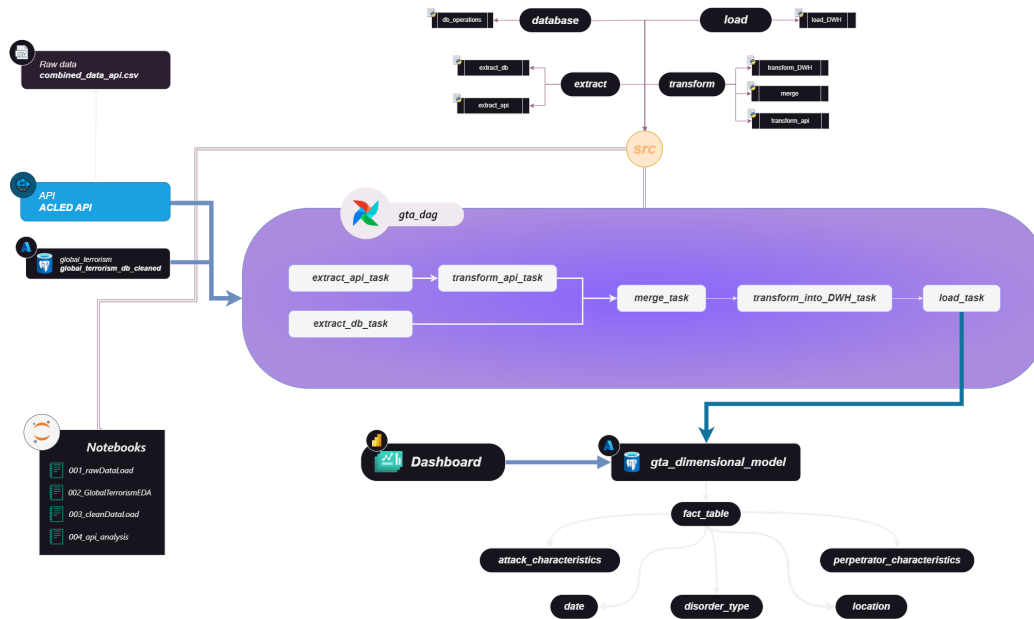 db_operations
database
load
load_DWH
Raw data
combined_data_api.csv
extract_db
extract_api
extract
transform
transform_DWH
merge
transform_api
src
API
ACLED API
gta_dag
global_terrorism
global_terrorism_db_cleaned
extract_api_task
transform_api_task
extract_db_task
merge_task
transform_into_DWH_task
load_task
Notebooks
001_rawDataLoad
002_GlobalTerrorismEDA
003_cleanDataLoad
004_api_analysis
Dashboard
gta_dimensional_model
fact_table
attack_characteristics
perpetrator_characteristics
date
disorder_type
location